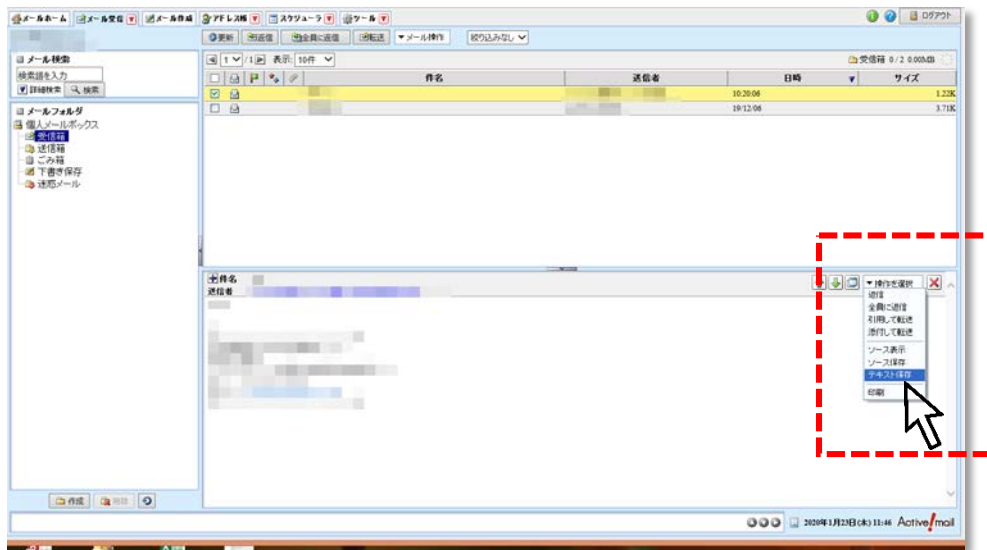 メールホーム メール受信 メール作成 アドレス帳 スケジューラ ツール ログアウト
更新 返信 全員に返信 転送 ▼メール操作 絞り込みなし
メール検索
検索語を入力
詳細検索 検索
1 /1 表示: 10件 受信箱 0/2 0.00MB
件名 送信者 日時 サイズ
10:20:06 1.22K
19/12/06 3.71K
メールフォルダ
個人メールボックス
受信箱
送信箱
ごみ箱
下書き保存
迷惑メール
件名
送信者
▼操作を選択
返信
全員に返信
引用して転送
添付して転送
ソース表示
ソース保存
テキスト保存
印刷
作成 削除
2020年1月23日(木) 11:46 Active!mail